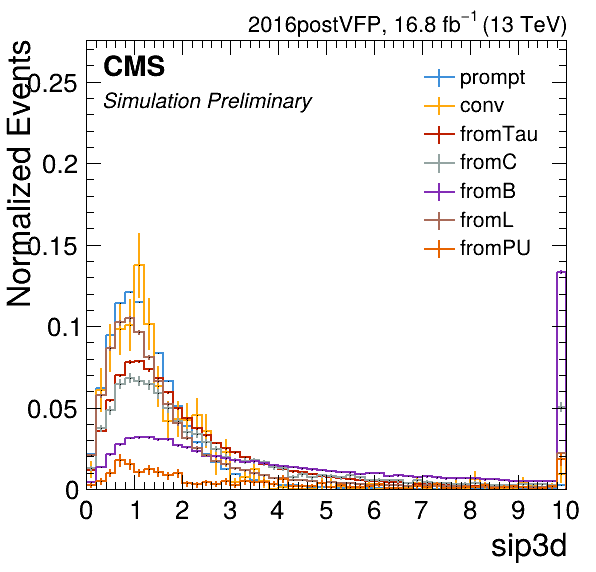 2016postVFP, 16.8 fb⁻¹ (13 TeV)
CMS
Simulation Preliminary
prompt
conv
fromTau
fromC
fromB
fromL
fromPU
Normalized Events
0.25
0.2
0.15
0.1
0.05
0
0 1 2 3 4 5 6 7 8 9 10
sip3d